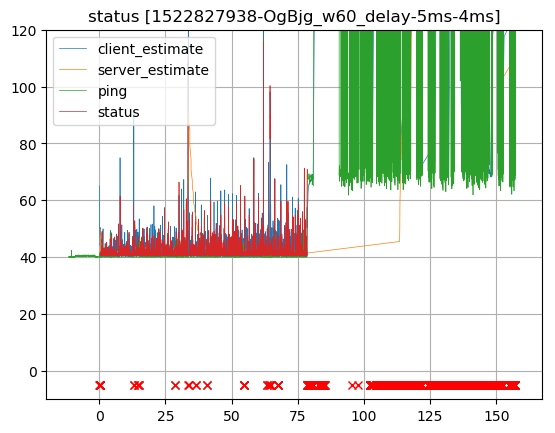 status [1522827938-OgBjg_w60_delay-5ms-4ms]
client_estimate
server_estimate
ping
status
120
100
80
60
40
20
0
0 25 50 75 100 125 150